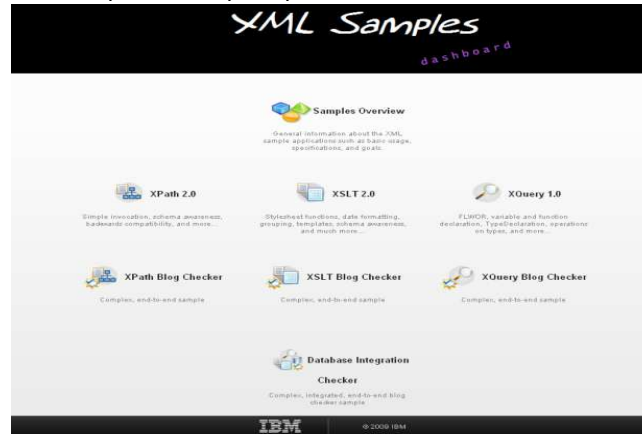 XML Samples
dashboard
Samples Overview
General information about the XML
sample applications such as basic usage,
specifications, and goals.
XPath 2.0
XSLT 2.0
XQuery 1.0
Simple invocation, schema awareness,
backwards compatibility, and more...
Stylesheet functions, date formatting,
grouping, templates, schema awareness,
and much more...
FLWOR, variable and function
declaration, TypeDeclaration, operations
on types, and more...
XPath Blog Checker
XSLT Blog Checker
XQuery Blog Checker
Complex, end-to-end sample
Complex, end-to-end sample
Complex, end-to-end sample
Database Integration
Checker
Complex, integrated, end-to-end blog
checker sample
IBM
© 2009 IBM